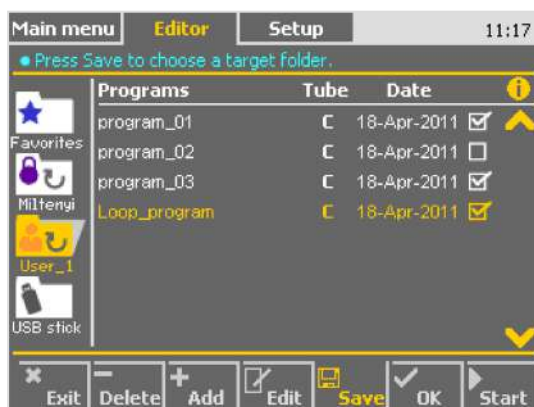 Main menu Editor Setup 11:17
● Press Save to choose a target folder.
Programs Tube Date
Favorites
program_01 C 18-Apr-2011
program_02 C 18-Apr-2011
Miltenyi
program_03 C 18-Apr-2011
Loop_program C 18-Apr-2011
User_1
USB stick
Exit Delete Add Edit Save OK Start